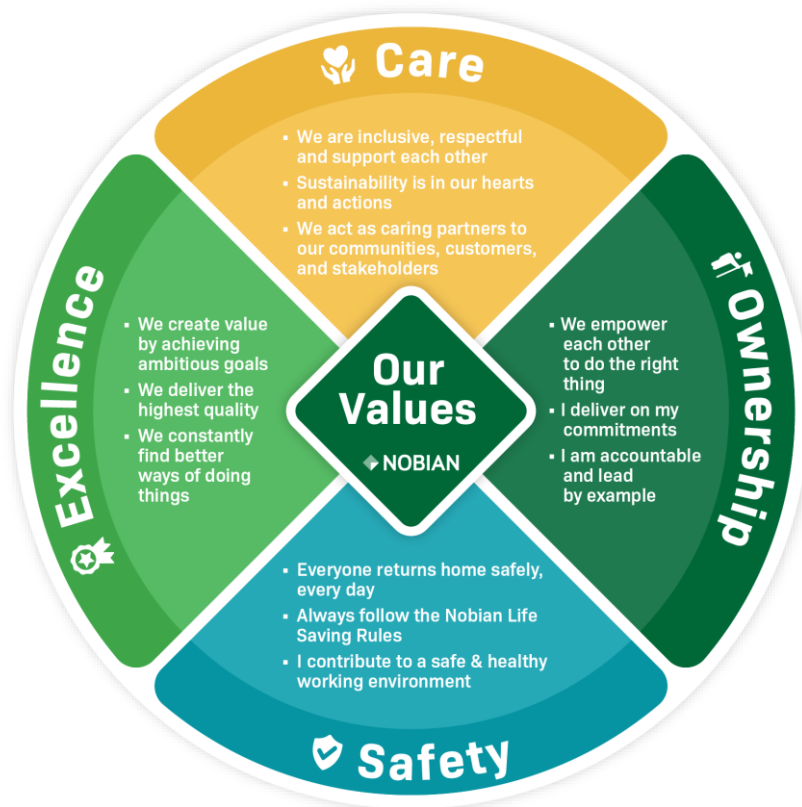 Care
▪ We are inclusive, respectful
and support each other
▪ Sustainability is in our hearts
and actions
▪ We act as caring partners to
our communities, customers,
and stakeholders
Excellence
▪ We create value
by achieving
ambitious goals
▪ We deliver the
highest quality
▪ We constantly
find better
ways of doing
things
Our
Values
NOBIAN
Ownership
▪ We empower
each other
to do the right
thing
▪ I deliver on my
commitments
▪ I am accountable
and lead
by example
▪ Everyone returns home safely,
every day
▪ Always follow the Nobian Life
Saving Rules
▪ I contribute to a safe & healthy
working environment
Safety